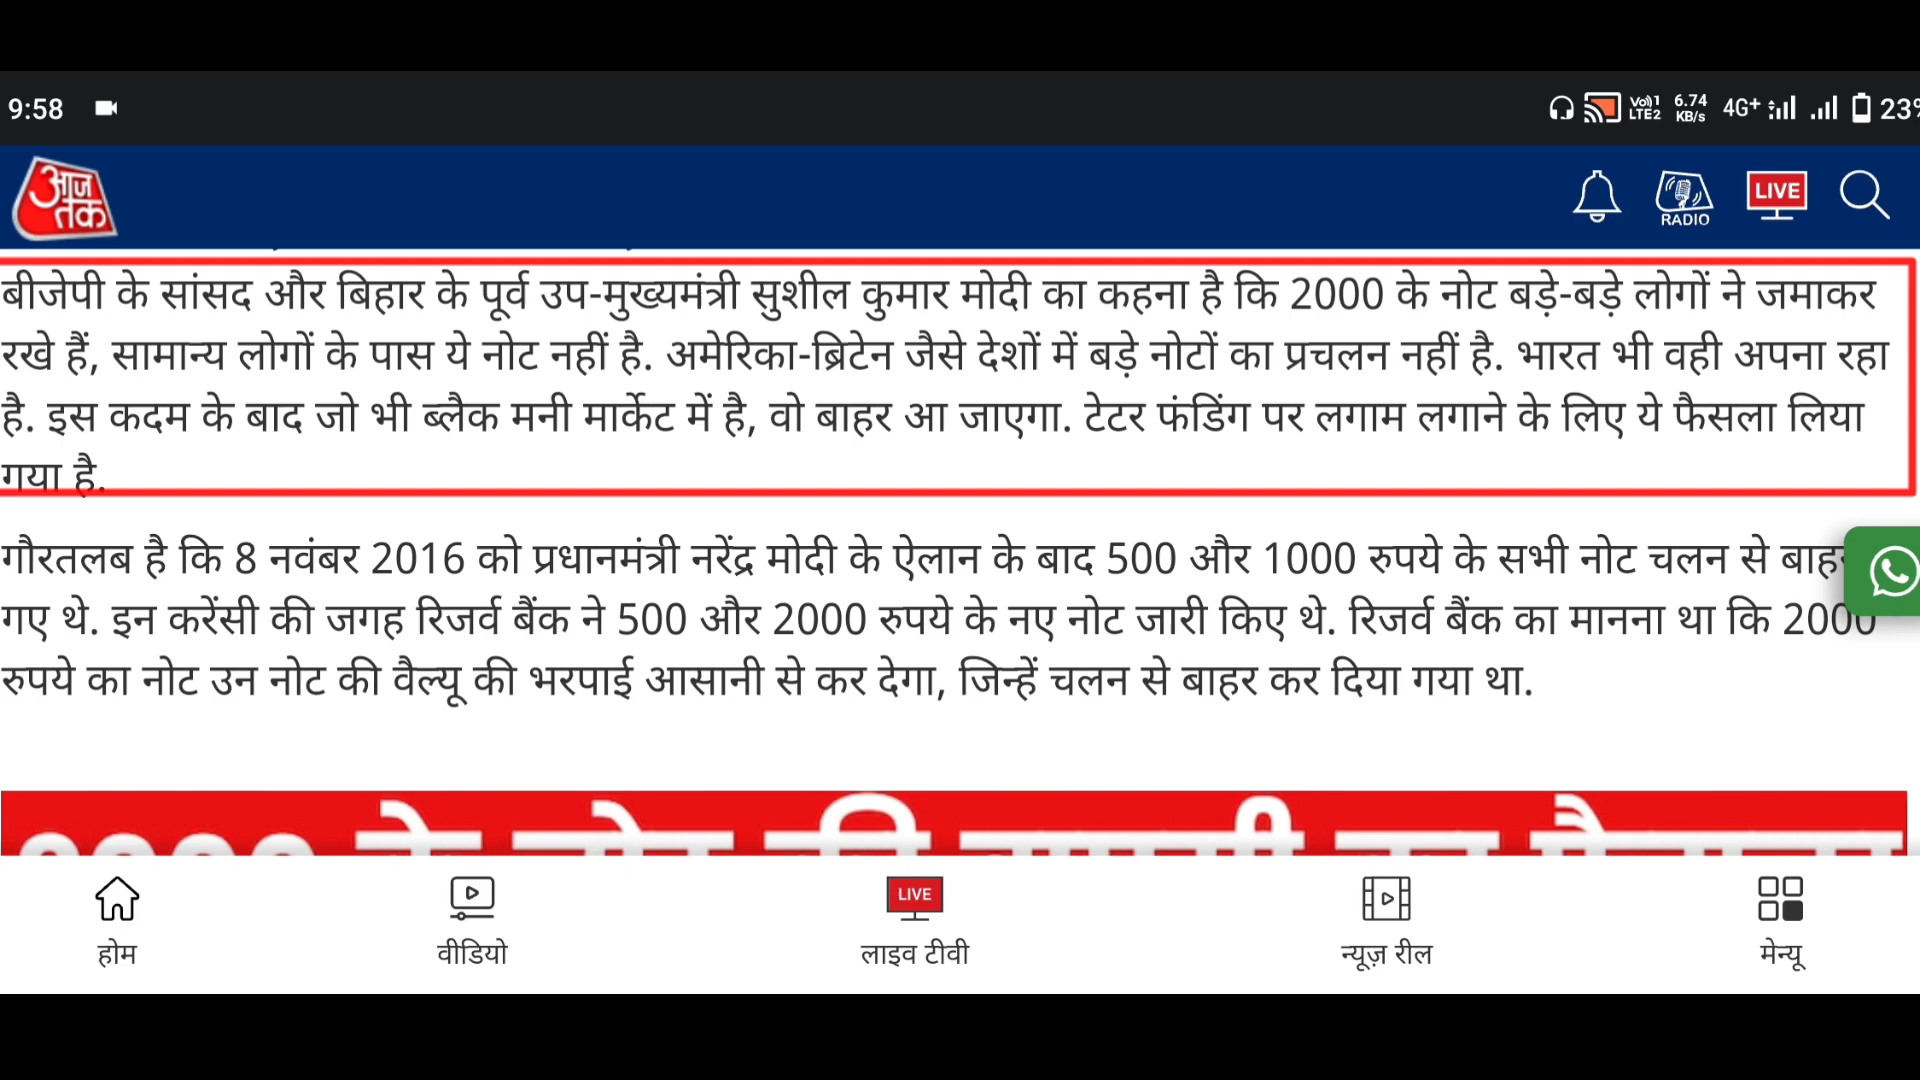 9:58
Vo)) 1
LTE2
6.74
KB/s
4G+
आज
तक
RADIO
LIVE
बीजेपी के सांसद और बिहार के पूर्व उप-मुख्यमंत्री सुशील कुमार मोदी का कहना है कि 2000 के नोट बड़े-बड़े लोगों ने जमाकर
रखे हैं, सामान्य लोगों के पास ये नोट नहीं है. अमेरिका-ब्रिटेन जैसे देशों में बड़े नोटों का प्रचलन नहीं है. भारत भी वही अपना रहा
है. इस कदम के बाद जो भी ब्लैक मनी मार्केट में है, वो बाहर आ जाएगा. टेटर फंडिंग पर लगाम लगाने के लिए ये फैसला लिया
गया है.
गौरतलब है कि 8 नवंबर 2016 को प्रधानमंत्री नरेंद्र मोदी के ऐलान के बाद 500 और 1000 रुपये के सभी नोट चलन से
गए थे. इन करेंसी की जगह रिजर्व बैंक ने 500 और 2000 रुपये के नए नोट जारी किए थे. रिजर्व बैंक का मानना था कि 2000
रुपये का नोट उन नोट की वैल्यू की भरपाई आसानी से कर देगा, जिन्हें चलन से बाहर कर दिया गया था.
होम
वीडियो
LIVE
लाइव टीवी
न्यूज़ रील
मेन्यू